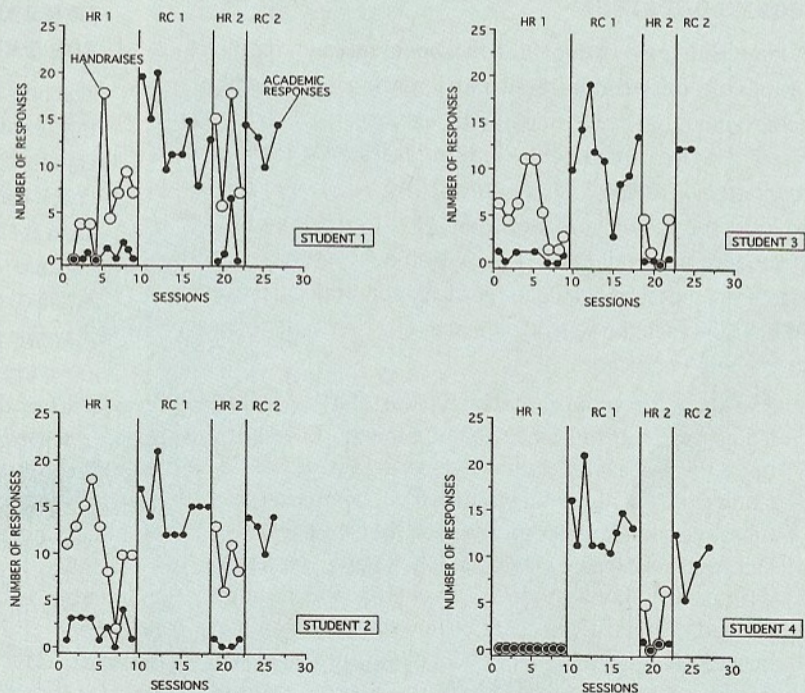 HR 1 RC 1 HR 2 RC 2
25
HANDRAISES
20
ACADEMIC
RESPONSES
15
10
5
0
NUMBER OF RESPONSES
STUDENT 1
0 5 10 15 20 25 30
SESSIONS
HR 1 RC 1 HR 2 RC 2
25
20
15
10
5
0
NUMBER OF RESPONSES
STUDENT 3
0 5 10 15 20 25 30
SESSIONS
HR 1 RC 1 HR 2 RC 2
25
20
15
10
5
0
NUMBER OF RESPONSES
STUDENT 2
0 5 10 15 20 25 30
SESSIONS
HR 1 RC 1 HR 2 RC 2
25
20
15
10
5
0
NUMBER OF RESPONSES
STUDENT 4
0 5 10 15 20 25 30
SESSIONS